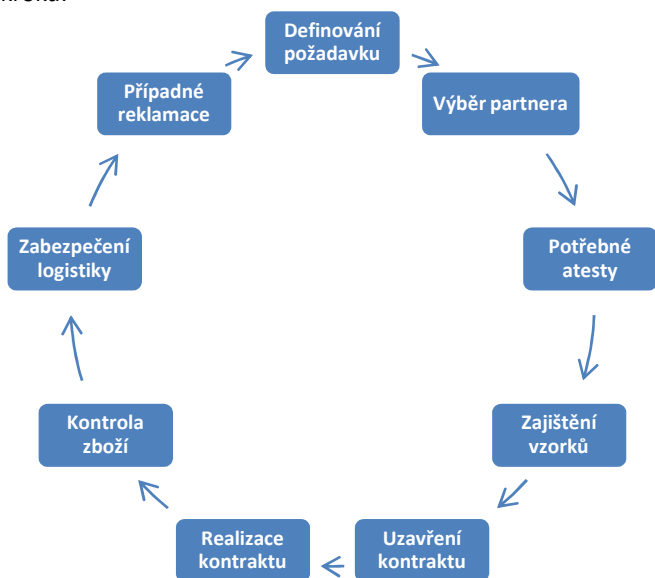 Definování
požadavku
Výběr partnera
Potřebné
atesty
Zajištění
vzorků
Uzavření
kontraktu
Realizace
kontraktu
Kontrola
zboží
Zabezpečení
logistiky
Případné
reklamace